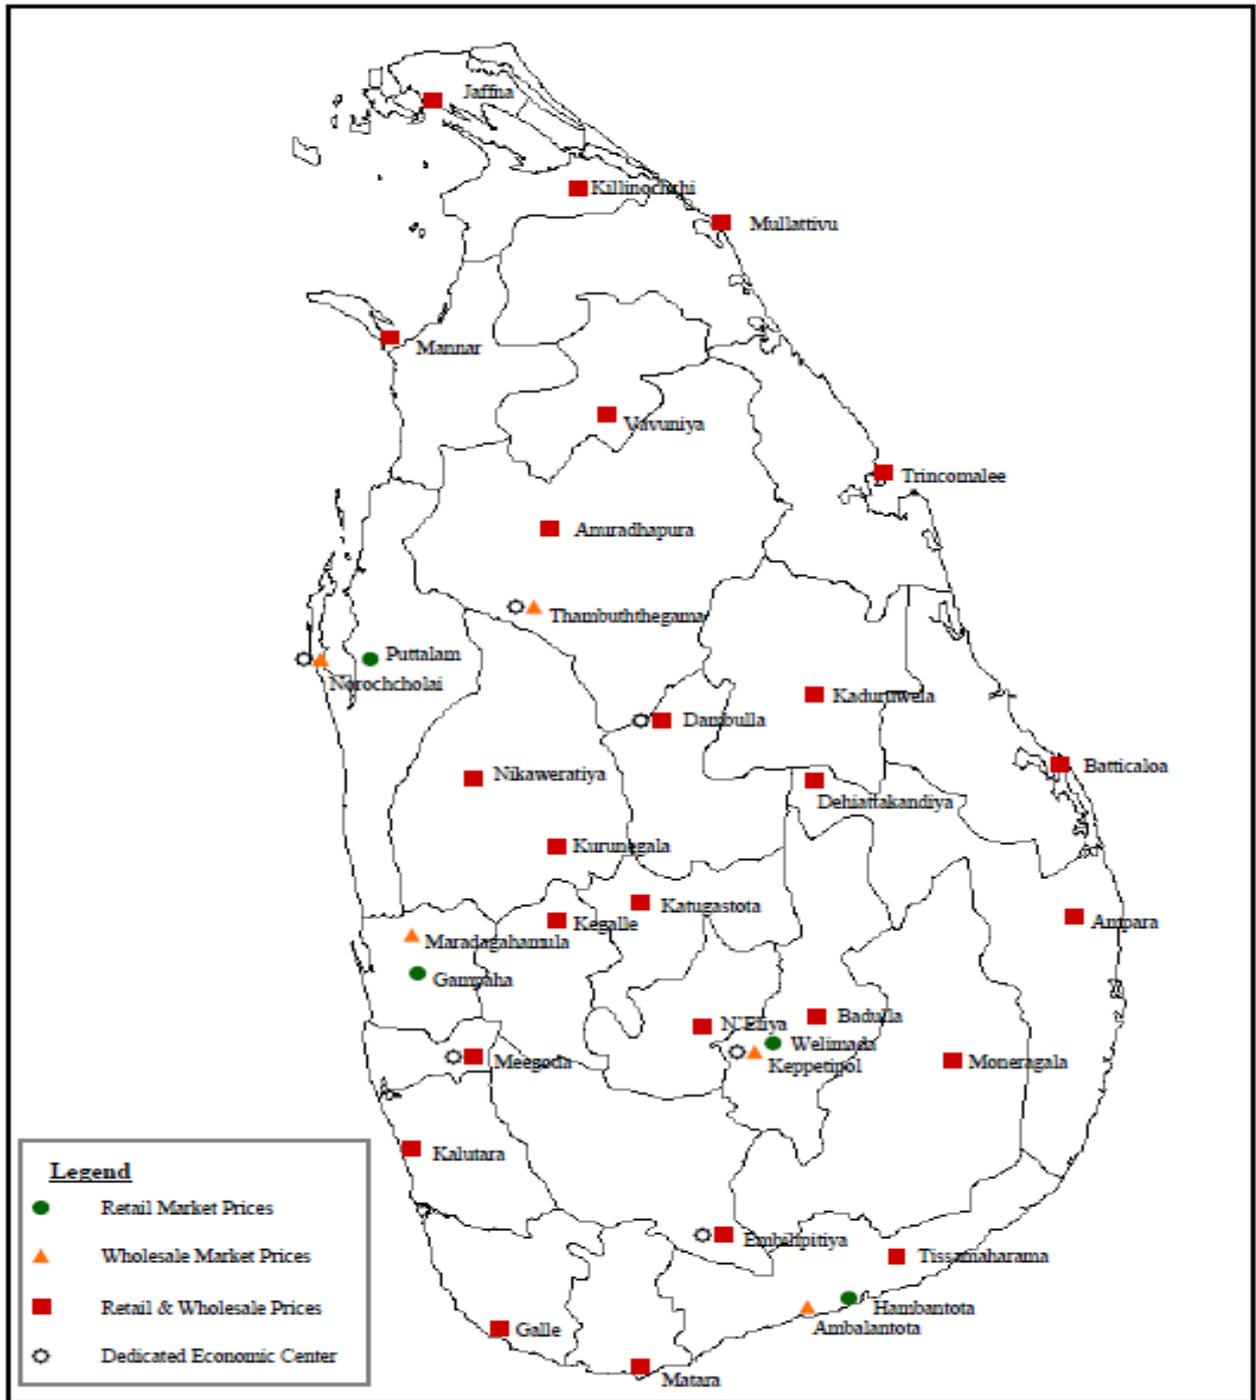 Jaffna
Killinochchi
Mullattivu
Mannar
Vavuniya
Trincomalee
Anuradhapura
Thambuththegama
Puttalam
Norochcholai
Kaduruwela
Dambulla
Batticaloa
Nikaweratiya
Dehiattakandiya
Kurunegala
Katugastota
Kegalle
Ampara
Maradagahamula
Gampaha
Badulla
N'Eliya
Welimada
Keppetipol
Meegoda
Moneragala
Kalutara
Embilipitiya
Tissamaharama
Hambantota
Ambalantota
Galle
Matara
Legend
Retail Market Prices
Wholesale Market Prices
Retail & Wholesale Prices
Dedicated Economic Center